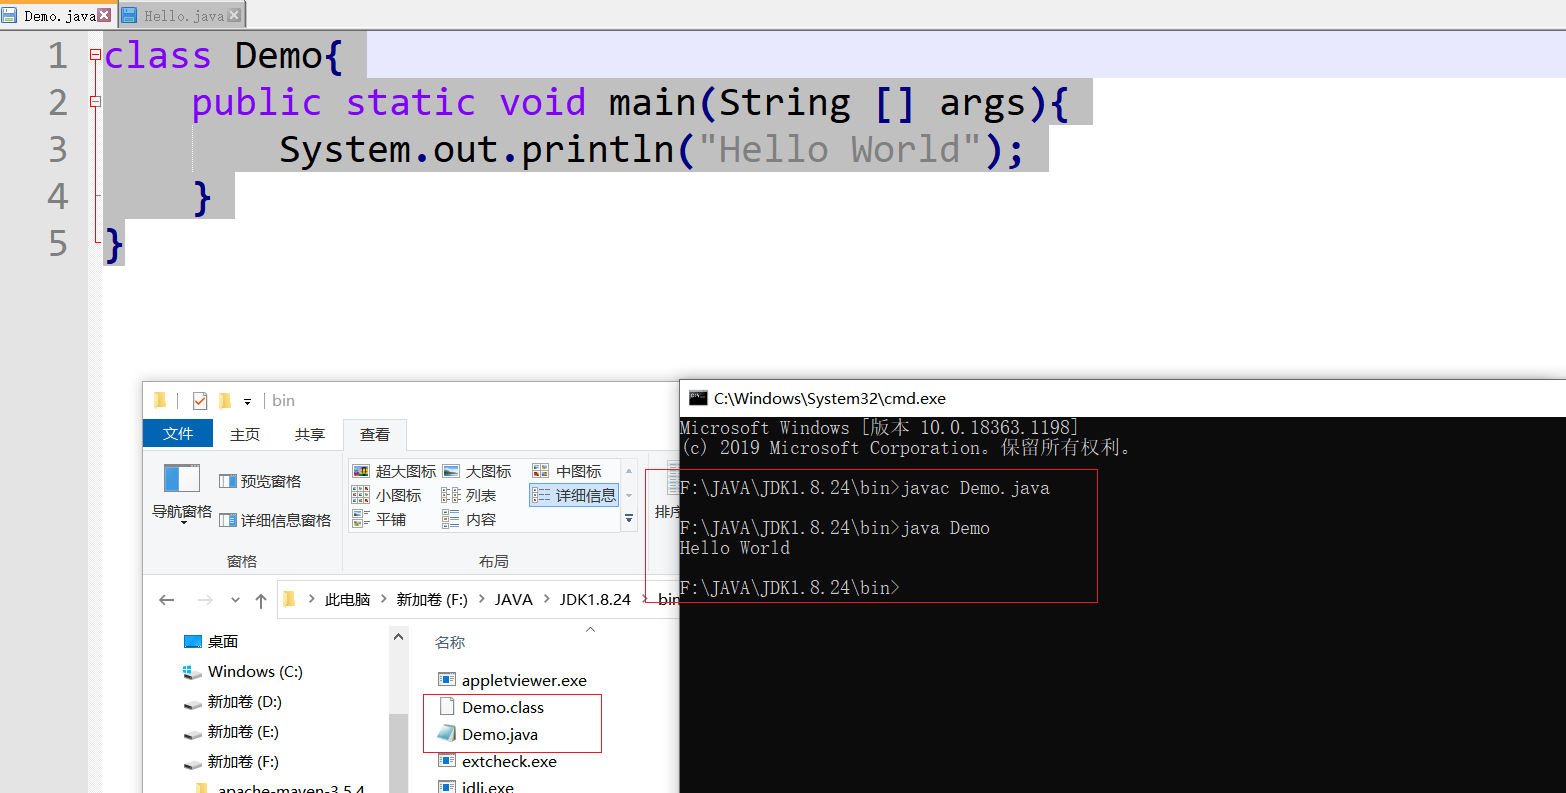 Demo.java Hello.java
1 class Demo{
2 public static void main(String [] args){
3 System.out.println("Hello World");
4 }
5 }
bin
文件 主页 共享 查看
导航窗格
预览窗格
详细信息窗格
窗格
超大图标 大图标 中图标
小图标 列表 详细信息
平铺 内容
布局
排序
此电脑 > 新加卷 (F:) > JAVA > JDK1.8.24 > bin
桌面
Windows (C:)
新加卷 (D:)
新加卷 (E:)
新加卷 (F:)
apache-maven-3.5.4
名称
appletviewer.exe
Demo.class
Demo.java
extcheck.exe
idlj.exe
C:\Windows\System32\cmd.exe
Microsoft Windows [版本 10.0.18363.1198]
(c) 2019 Microsoft Corporation。保留所有权利。
F:\JAVA\JDK1.8.24\bin>javac Demo.java
F:\JAVA\JDK1.8.24\bin>java Demo
Hello World
F:\JAVA\JDK1.8.24\bin>